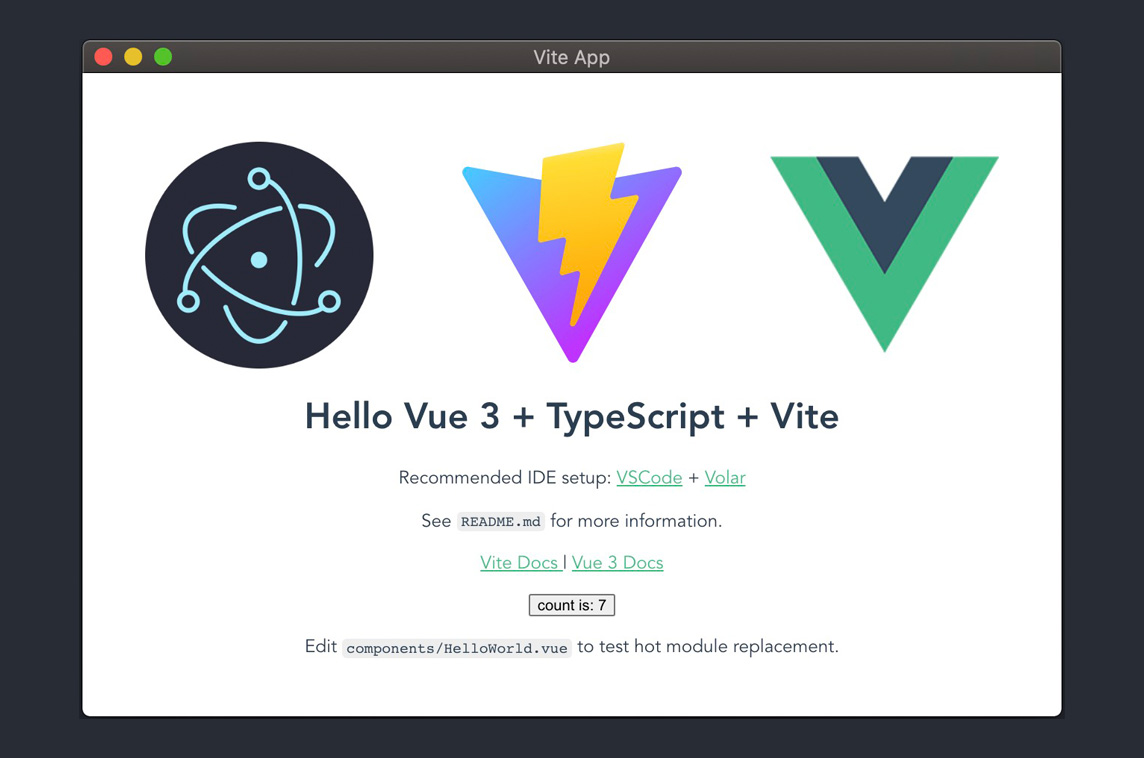 Vite App
Hello Vue 3 + TypeScript + Vite
Recommended IDE setup: VSCode + Volar
See README.md for more information.
Vite Docs | Vue 3 Docs
count is: 7
Edit components/HelloWorld.vue to test hot module replacement.